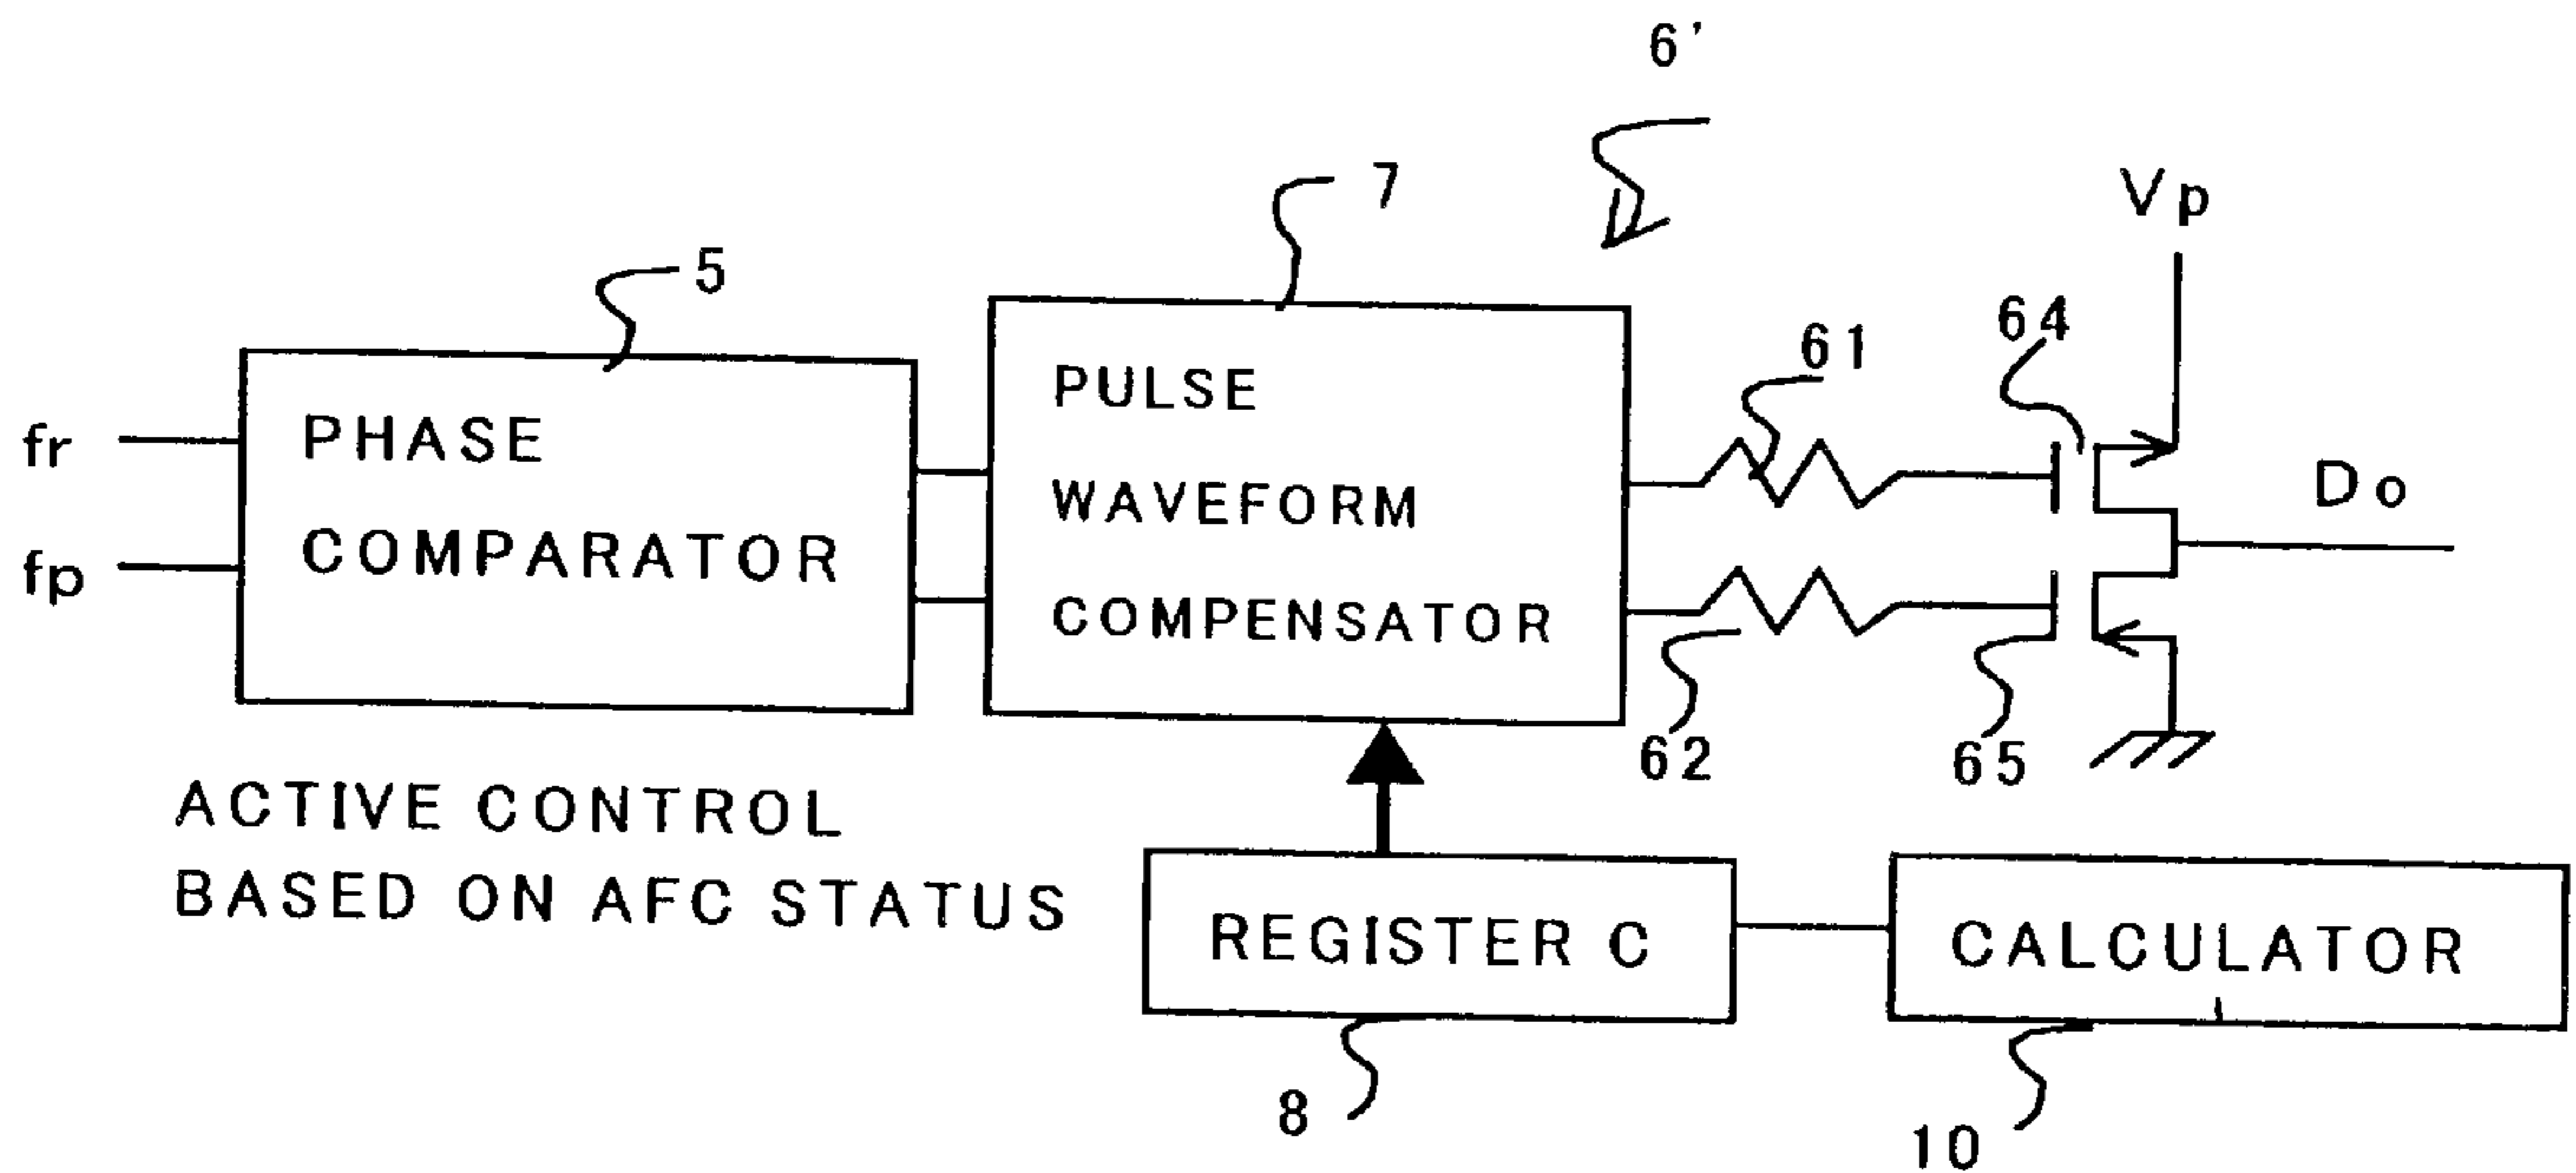 6'
7
Vp
5
64
61
PULSE
fr
PHASE
Do
WAVEFORM
COMPARATOR
fp
COMPENSATOR
62
65
ACTIVE CONTROL
BASED ON AFC STATUS
REGISTER C
CALCULATOR
8
10